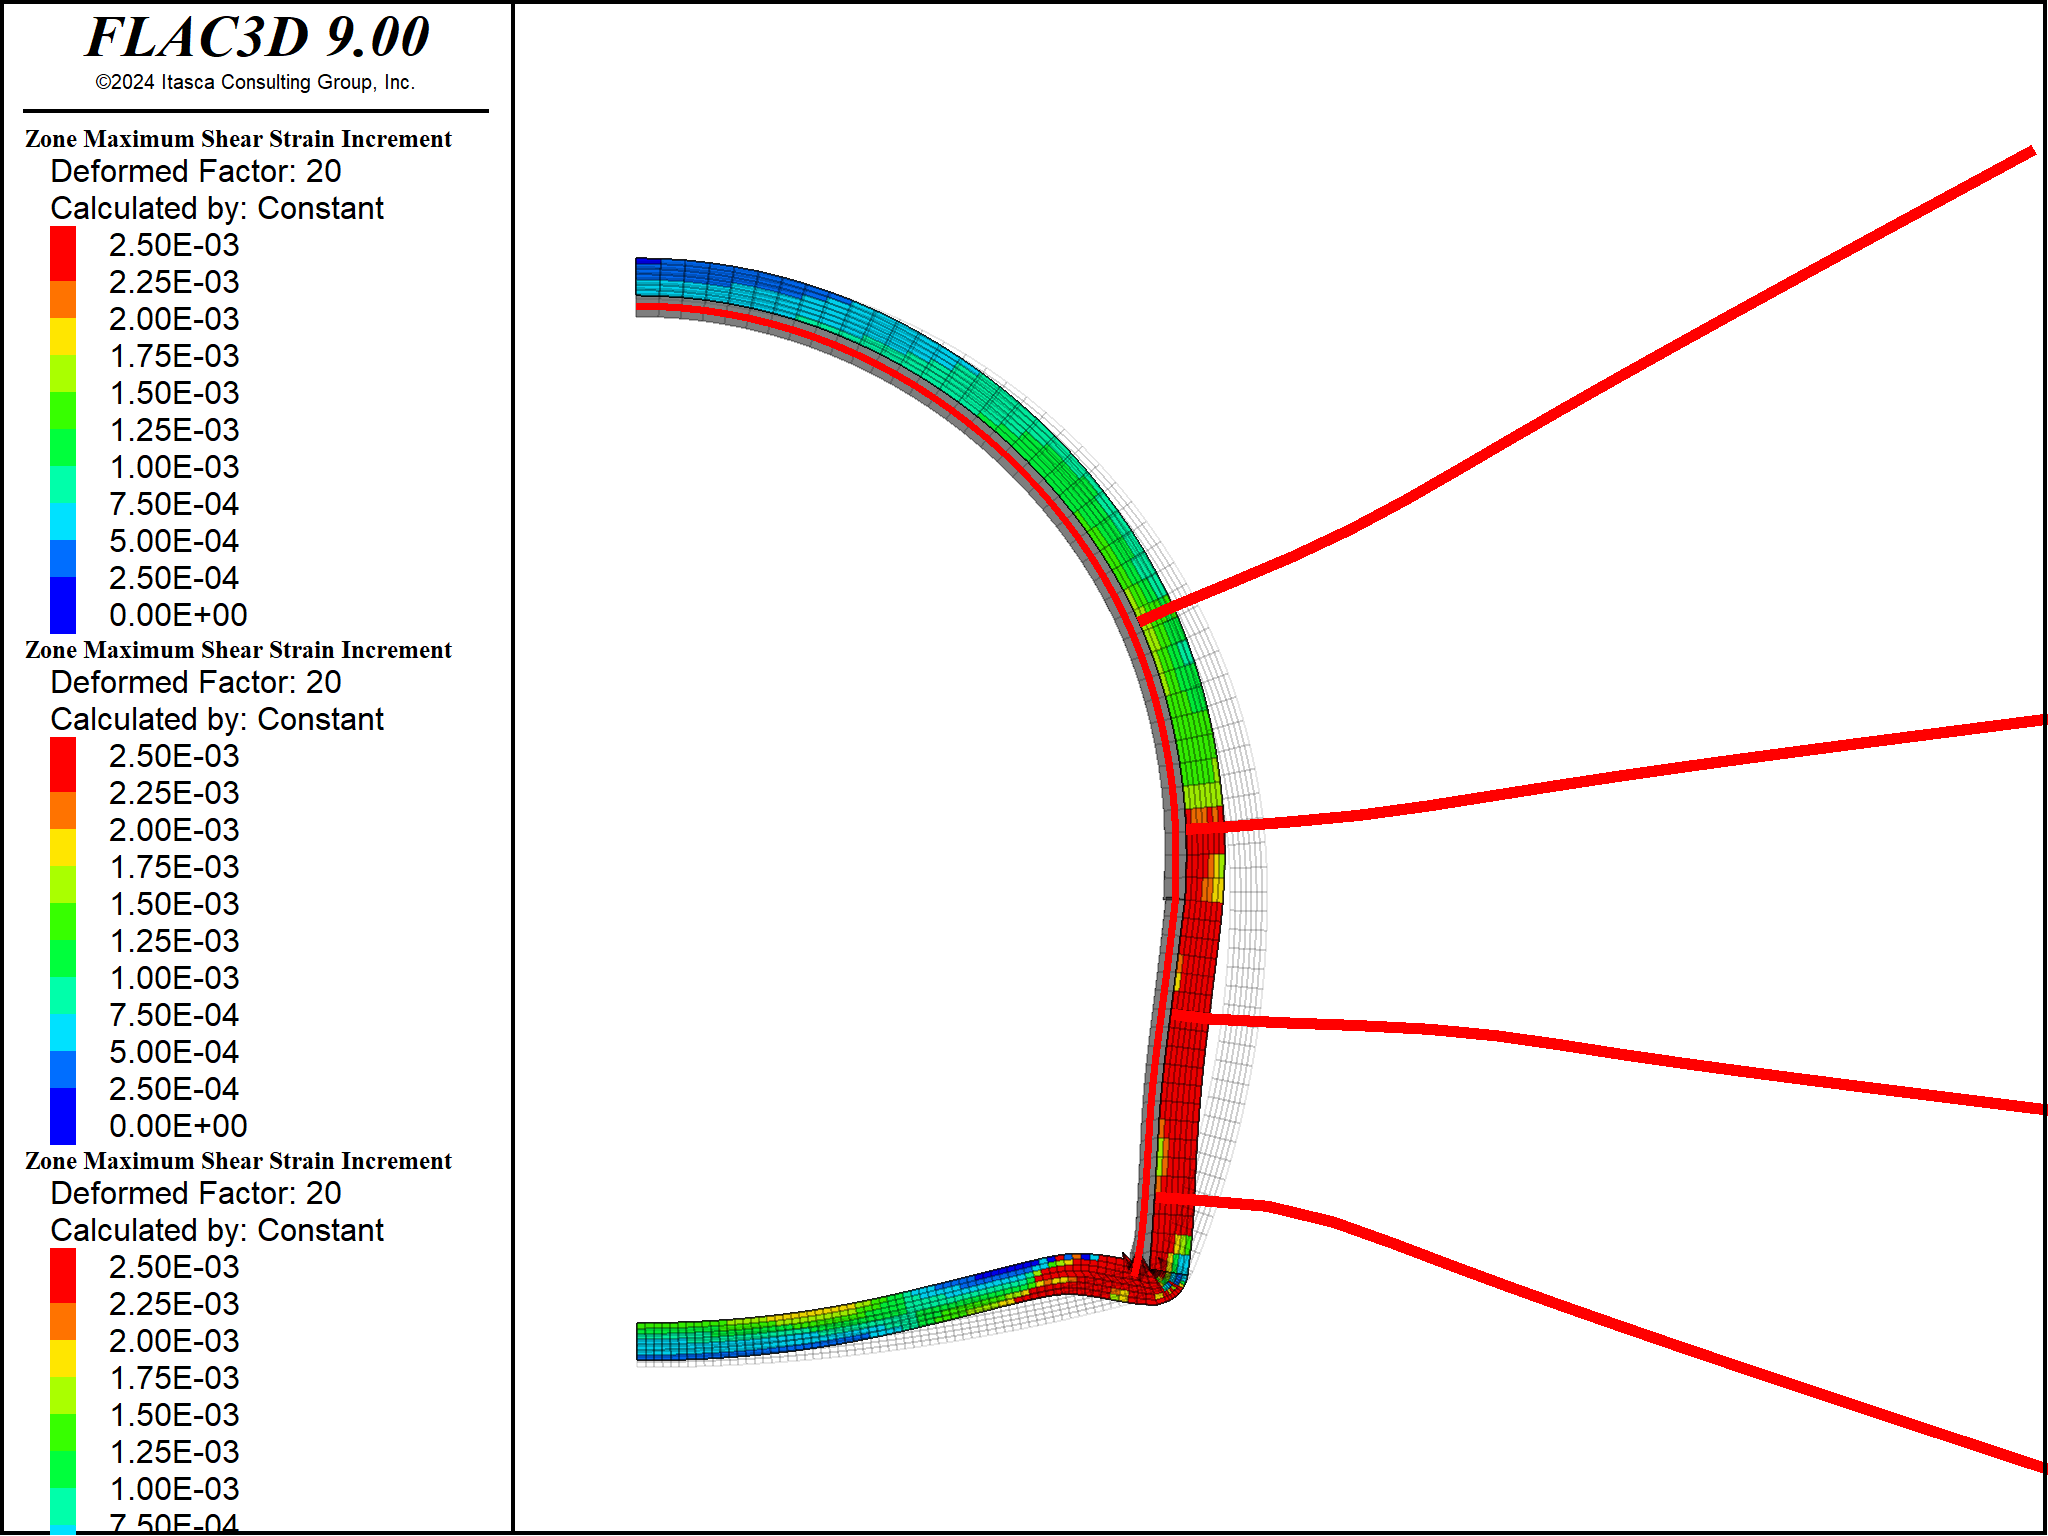 FLAC3D 9.00
©2024 Itasca Consulting Group, Inc.
Zone Maximum Shear Strain Increment
Deformed Factor: 20
Calculated by: Constant
2.50E-03
2.25E-03
2.00E-03
1.75E-03
1.50E-03
1.25E-03
1.00E-03
7.50E-04
5.00E-04
2.50E-04
0.00E+00
Zone Maximum Shear Strain Increment
Deformed Factor: 20
Calculated by: Constant
2.50E-03
2.25E-03
2.00E-03
1.75E-03
1.50E-03
1.25E-03
1.00E-03
7.50E-04
5.00E-04
2.50E-04
0.00E+00
Zone Maximum Shear Strain Increment
Deformed Factor: 20
Calculated by: Constant
2.50E-03
2.25E-03
2.00E-03
1.75E-03
1.50E-03
1.25E-03
1.00E-03
7.50E-04